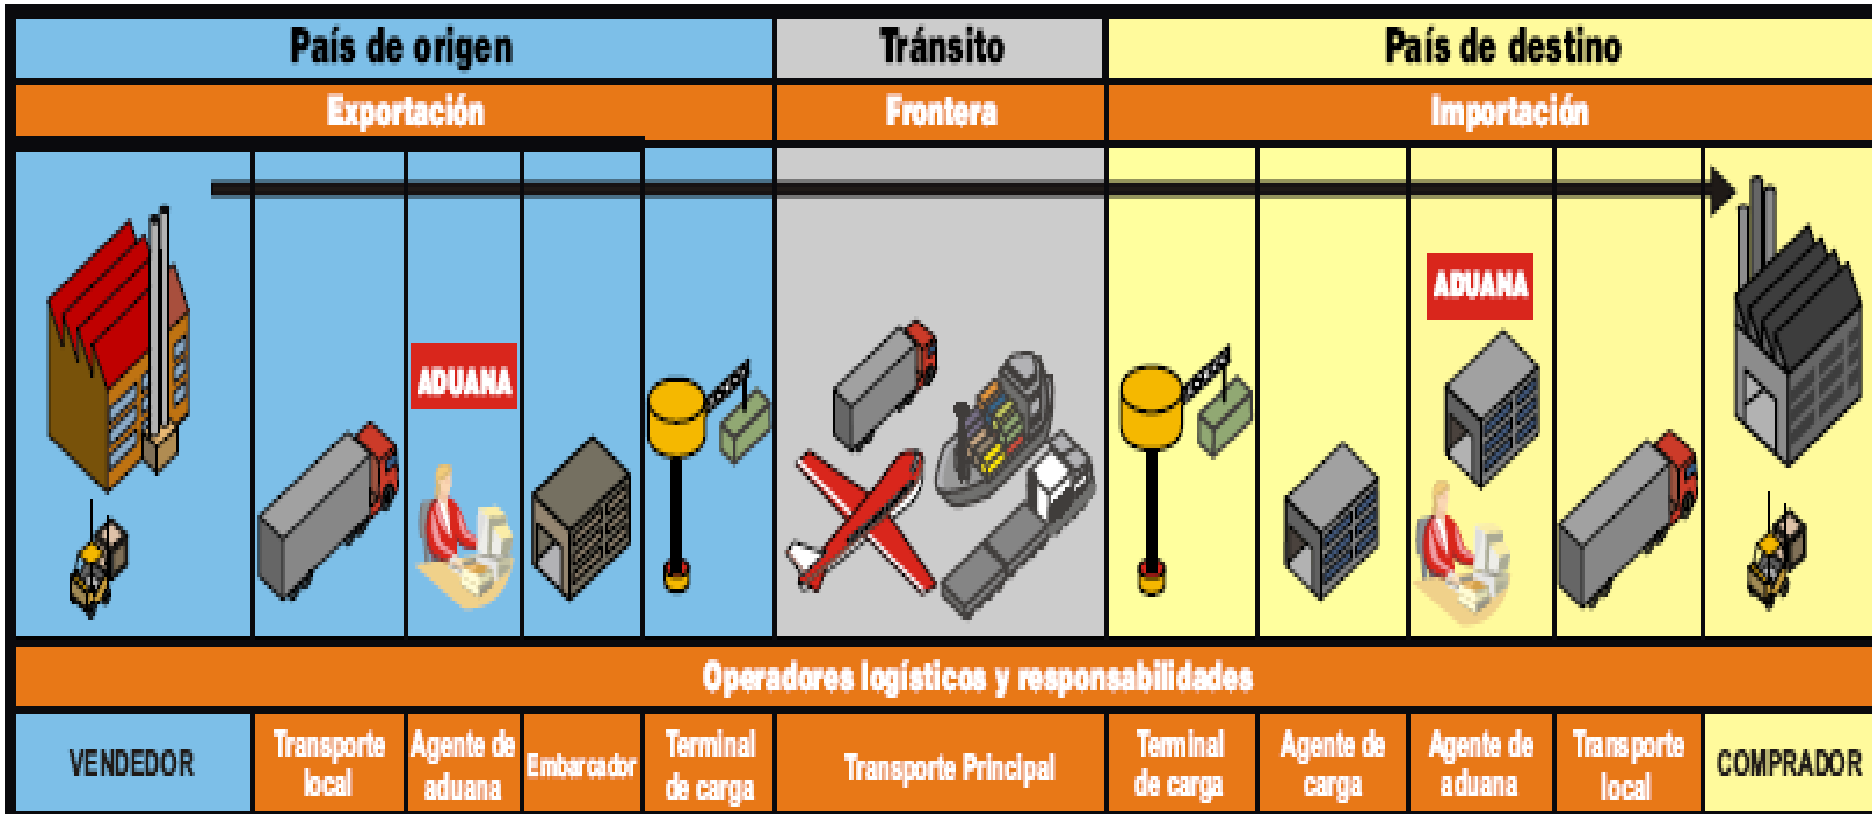 País de origen
Tránsito
País de destino
Exportación
Frontera
Importación
ADUANA
ADUANA
Operadores logísticos y responsabilidades
VENDEDOR
Transporte
local
Agente de
aduana
Embarcador
Terminal
de carga
Transporte Principal
Terminal
de carga
Agente de
carga
Agente de
aduana
Transporte
local
COMPRADOR